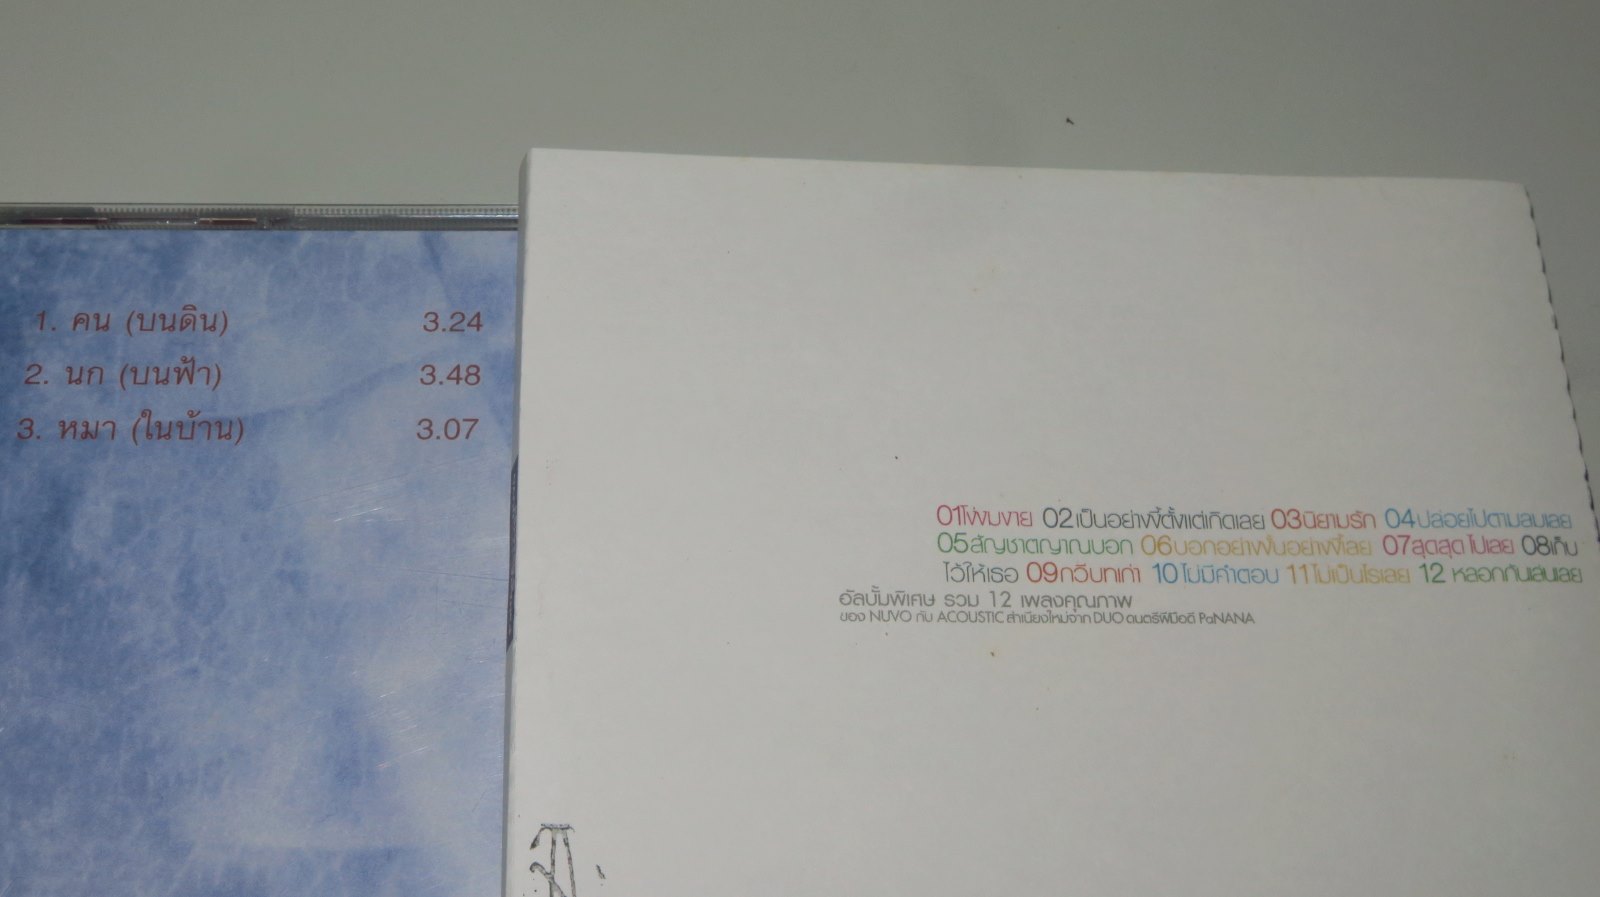 1. คน (บนดิน) 3.24
2. นก (บนฟ้า) 3.48
3. หมา (ในบ้าน) 3.07
01โง่งมงาย 02เป็นอย่างงี้ตั้งแต่เกิดเลย 03นิยามรัก 04ปล่อยไปตามลมเลย
05สัญชาตญาณบอก 06บอกอย่างงั้นอย่างงี้เลย 07สุดสุดไปเลย 08เก็บ
ไว้ให้เธอ 09กวีบทเก่า 10ไม่มีคำตอบ 11ไม่เป็นไรเลย 12 หลอกกันเล่นเลย
อัลบั้มพิเศษ รวม 12 เพลงคุณภาพ
ของ NUVO กับ ACOUSTIC สำเนียงใหม่จาก DUO ดนตรีฝีมือดี PaNANA